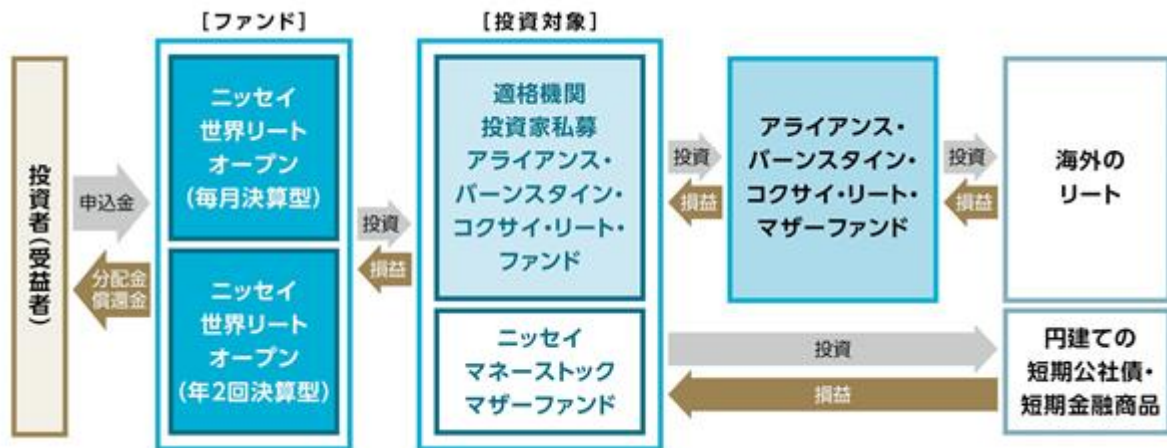 [ファンド]
[投資対象]
投資者(受益者)
申込金
分配金
償還金
ニッセイ
世界リート
オープン
(毎月決算型)
ニッセイ
世界リート
オープン
(年2回決算型)
投資
損益
適格機関
投資家私募
アライアンス・
バーンスタイン・
コクサイ・リート・
ファンド
ニッセイ
マネーストック
マザーファンド
投資
損益
アライアンス・
バーンスタイン・
コクサイ・リート・
マザーファンド
投資
損益
海外の
リート
投資
損益
円建ての
短期公社債・
短期金融商品